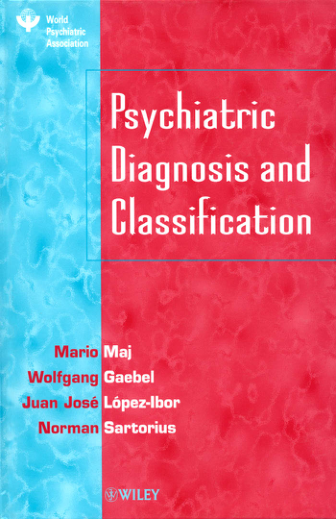 World
Psychiatric
Association
Psychiatric
Diagnosis and
Classification
Mario Maj
Wolfgang Gaebel
Juan José López-Ibor
Norman Sartorius
WILEY